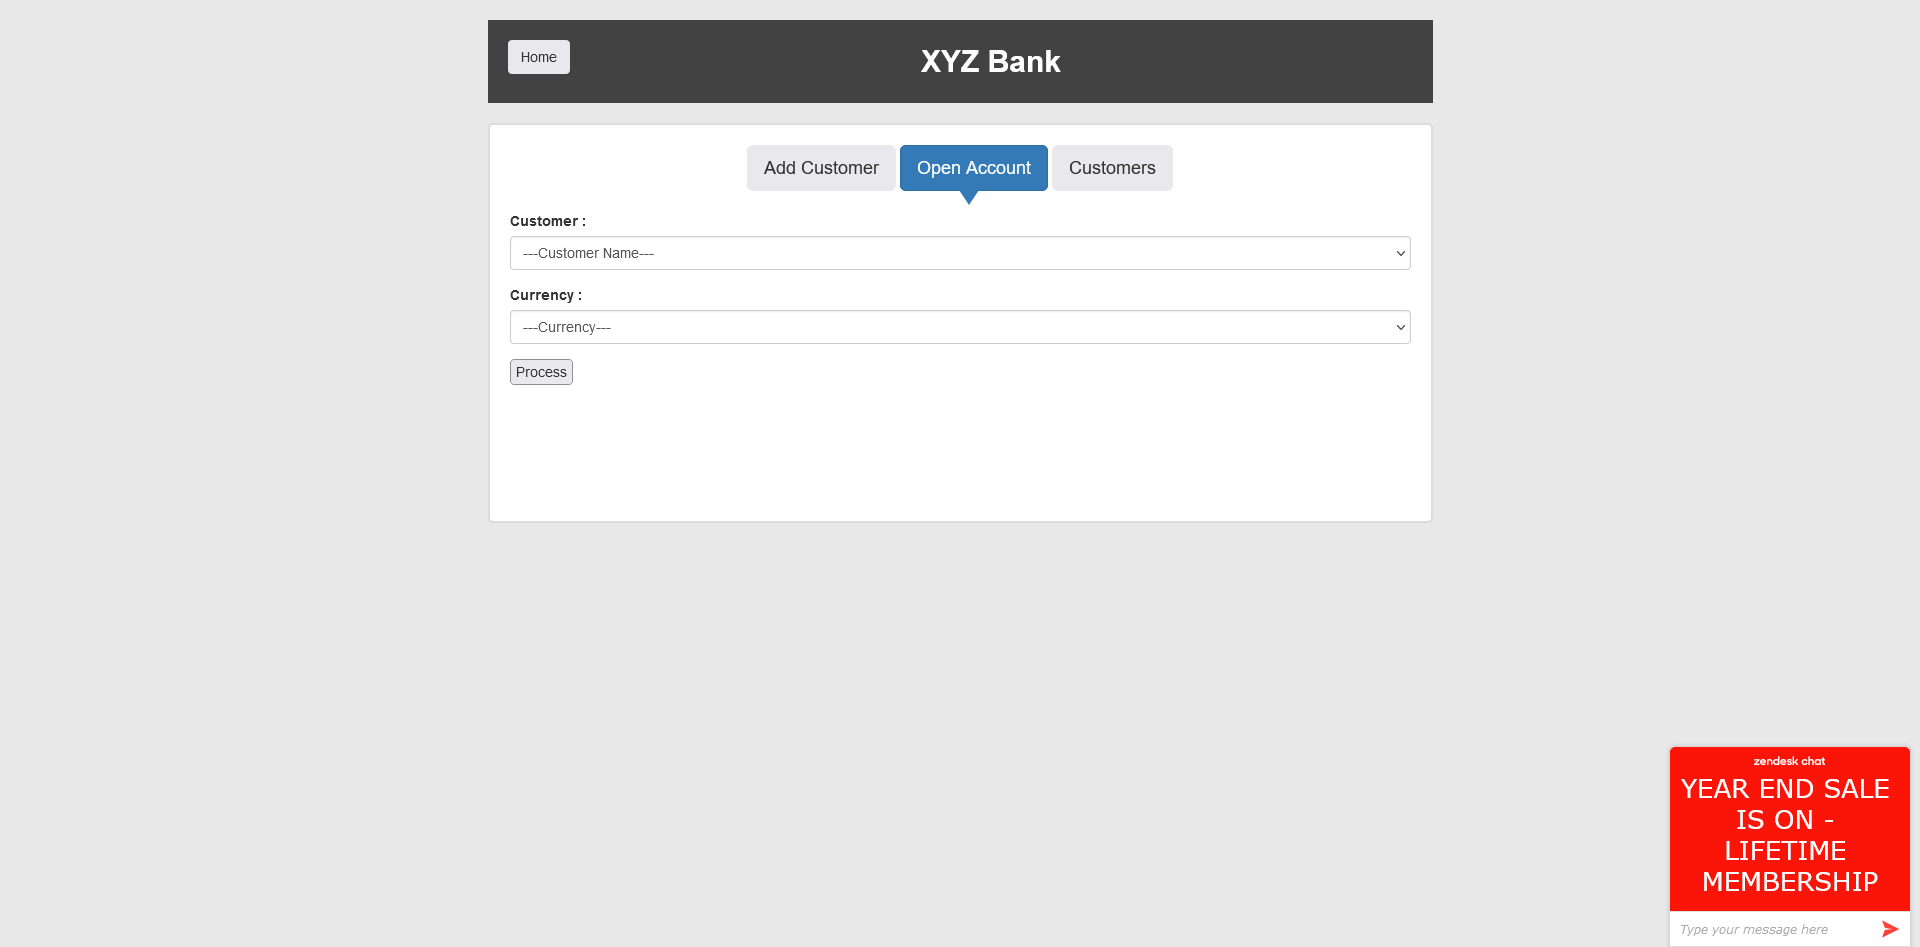 Home
XYZ Bank
Add Customer
Open Account
Customers
Customer :
---Customer Name---
Currency :
---Currency---
Process
zendesk chat
YEAR END SALE
IS ON -
LIFETIME
MEMBERSHIP
Type your message here